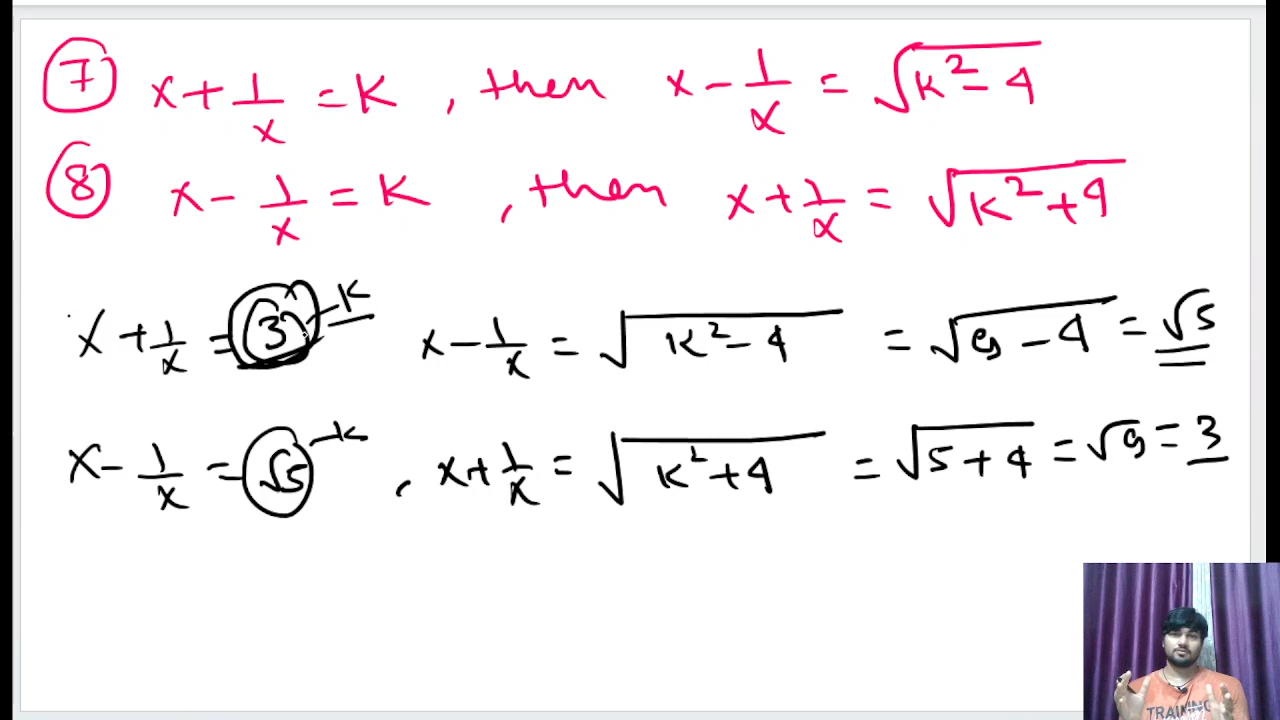 ⑦ x + 1/x = K , then x - 1/x = √(K² - 4)
⑧ x - 1/x = K , then x + 1/x = √(K² + 4)
x + 1/x = 3 - K x - 1/x = √(K² - 4) = √(9 - 4) = √5
x - 1/x = √5 - K , x + 1/x = √(K² + 4) = √(5 + 4) = √9 = 3
TRAINING